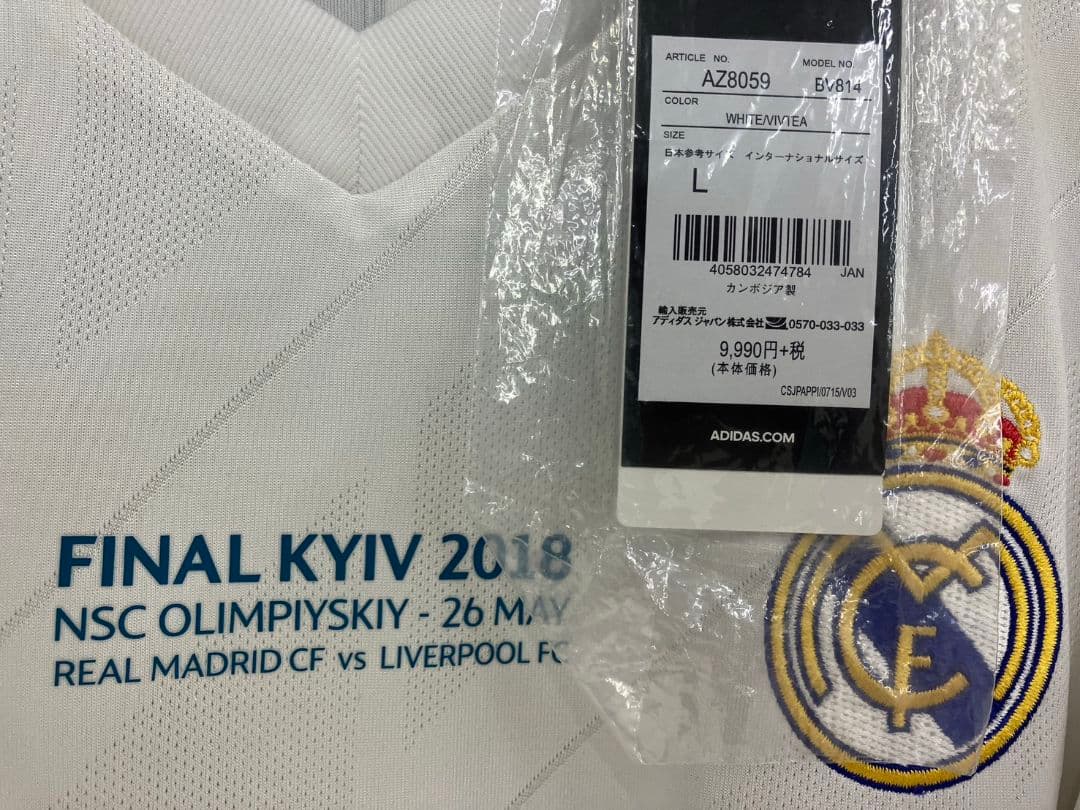 ARTICLE NO. MODEL NO.
AZ8059 BV814
COLOR
WHITE/VIVTEA
SIZE
日本参考サイズ インターナショナルサイズ
L
4058032474784 JAN
カンボジア製
輸入販売元
アディダス ジャパン株式会社 0570-033-033
9,990円+税
(本体価格)
CSJPAPPI/0715/V03
ADIDAS.COM
FINAL KYIV 2018
NSC OLIMPIYSKIY - 26 MAY
REAL MADRID CF vs LIVERPOOL FC